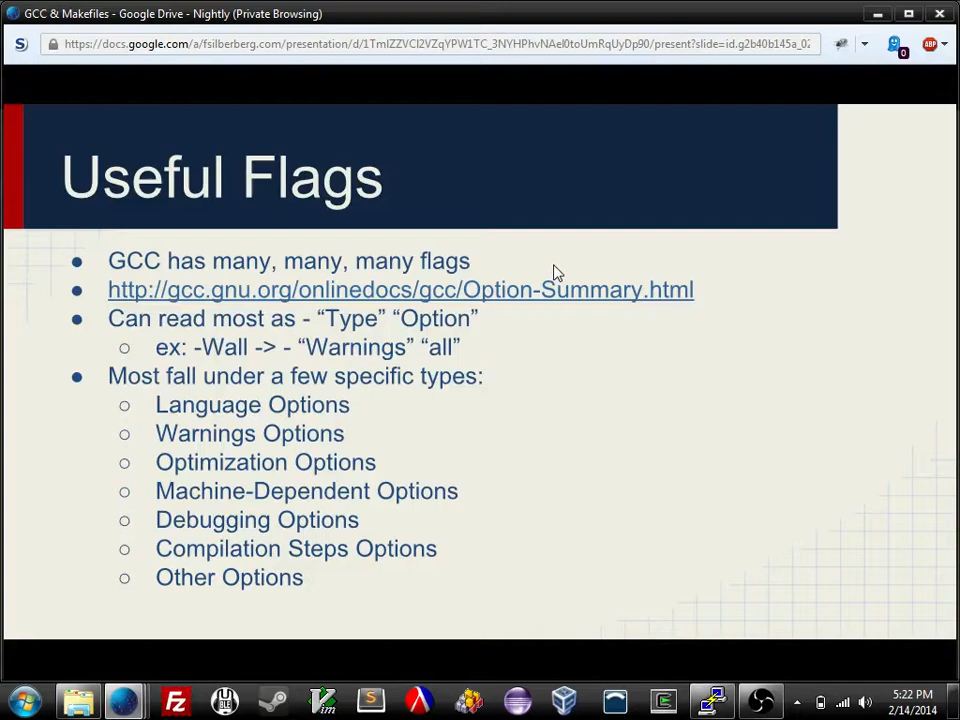 GCC & Makefiles - Google Drive - Nightly (Private Browsing)
https://docs.google.com/a/fsilberberg.com/presentation/d/1TmIZZVCI2VZqYPW1TC_3NYHPhvNAel0toUmRqUyDp90/present?slide=id.g2b40b145a_02
0
ABP
Useful Flags
● GCC has many, many, many flags
● http://gcc.gnu.org/onlinedocs/gcc/Option-Summary.html
● Can read most as - “Type” “Option”
○ ex: -Wall -> - “Warnings” “all”
● Most fall under a few specific types:
○ Language Options
○ Warnings Options
○ Optimization Options
○ Machine-Dependent Options
○ Debugging Options
○ Compilation Steps Options
○ Other Options
5:22 PM
2/14/2014